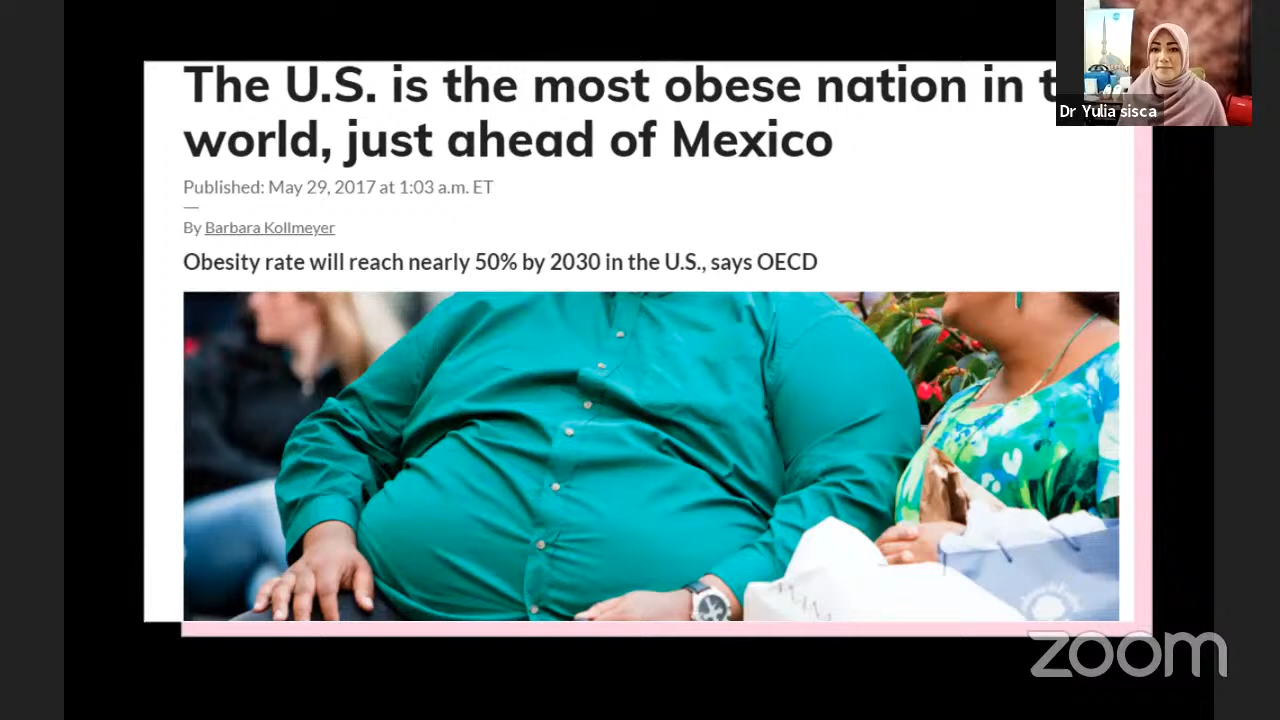 The U.S. is the most obese nation in t
world, just ahead of Mexico
Published: May 29, 2017 at 1:03 a.m. ET
By Barbara Kollmeyer
Obesity rate will reach nearly 50% by 2030 in the U.S., says OECD
Dr Yulia sisca
zoom